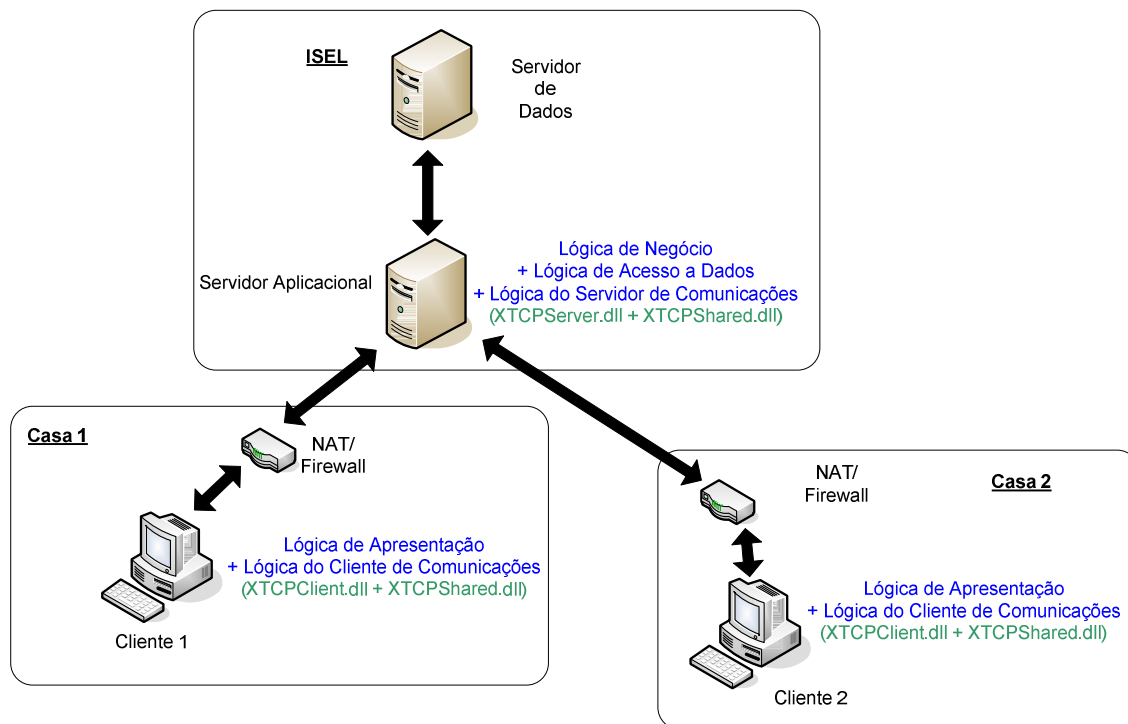 ISEL
Servidor
de
Dados
Servidor Aplicacional
Lógica de Negócio
+ Lógica de Acesso a Dados
+ Lógica do Servidor de Comunicações
(XTCPServer.dll + XTCPShared.dll)
Casa 1
NAT/
Firewall
Lógica de Apresentação
+ Lógica do Cliente de Comunicações
(XTCPClient.dll + XTCPShared.dll)
Cliente 1
NAT/
Firewall
Casa 2
Lógica de Apresentação
+ Lógica do Cliente de Comunicações
(XTCPClient.dll + XTCPShared.dll)
Cliente 2